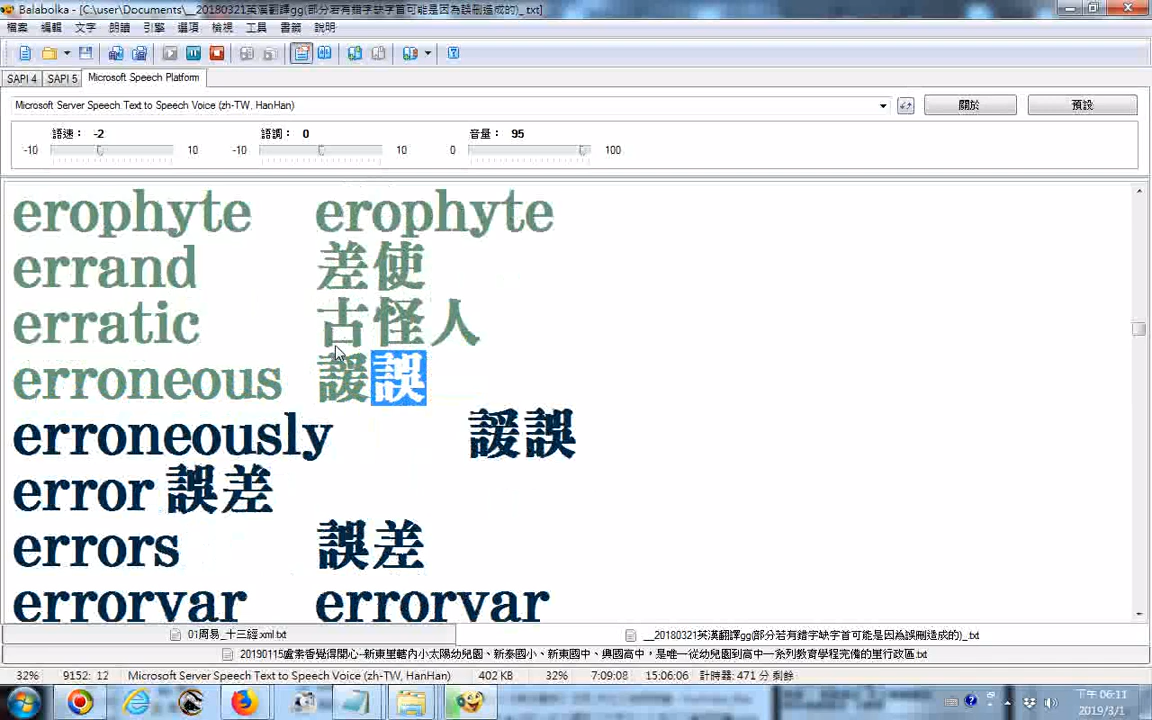 Balabolka - [C:\user\Documents\__20180321英漢翻譯gg(部分若有錯字缺字首可能是因為誤刪造成的)_.txt]
檔案 編輯 文字 朗讀 引擎 選項 檢視 工具 書籤 說明
SAPI 4 SAPI 5 Microsoft Speech Platform
Microsoft Server Speech Text to Speech Voice (zh-TW, HanHan) 關於 預設
語速： -2 語調： 0 音量： 95
-10 10 -10 10 0 100
erophyte erophyte
errand 差使
erratic 古怪人
erroneous 諼誤
erroneously 諼誤
error 誤差
errors 誤差
errorvar errorvar
01周易_十三經.xml.txt __20180321英漢翻譯gg(部分若有錯字缺字首可能是因為誤刪造成的)_.txt
20190115盧素香覺得開心-新東里轄內小太陽幼兒園、新泰國小、新東國中、興國高中，是唯一從幼兒園到高中一系列教育學程完備的里行政區.txt
32% 9152: 12 Microsoft Server Speech Text to Speech Voice (zh-TW, HanHan) 402 KB 32% 7:09:08 15:06:06 計時器: 471 分 剩餘
下午 06:11
2019/3/1